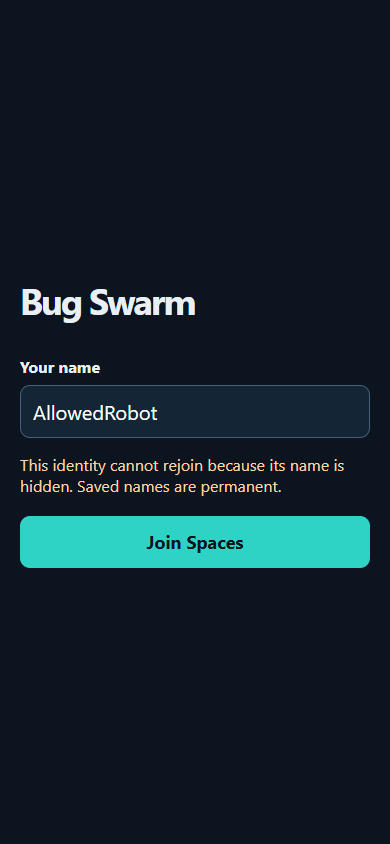 Bug Swarm
Your name
AllowedRobot
This identity cannot rejoin because its name is
hidden. Saved names are permanent.
Join Spaces